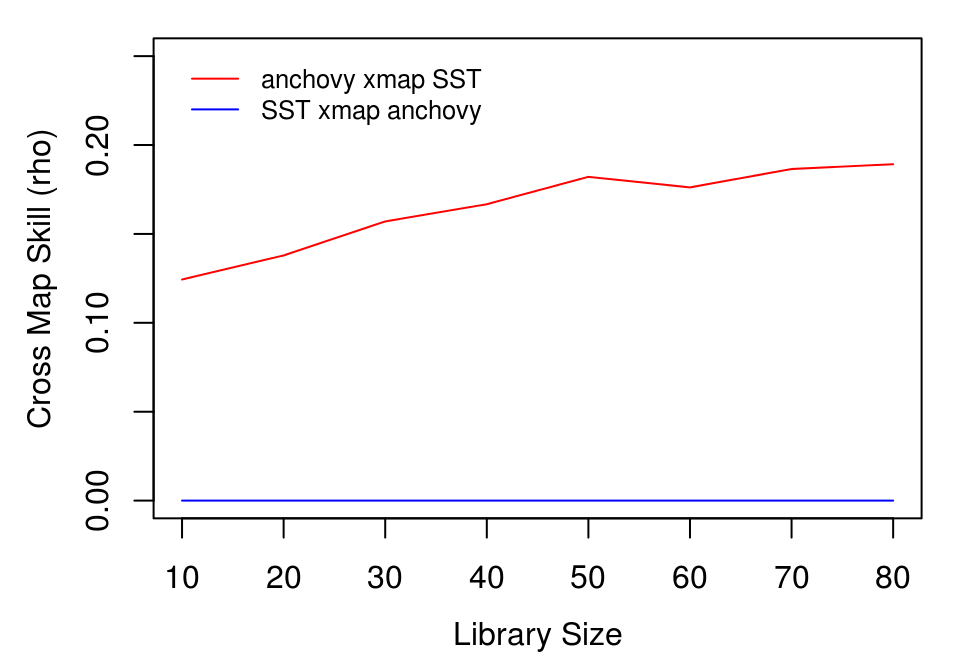 anchovy xmap SST
SST xmap anchovy
Cross Map Skill (rho)
0.20
0.10
0.00
10 20 30 40 50 60 70 80
Library Size